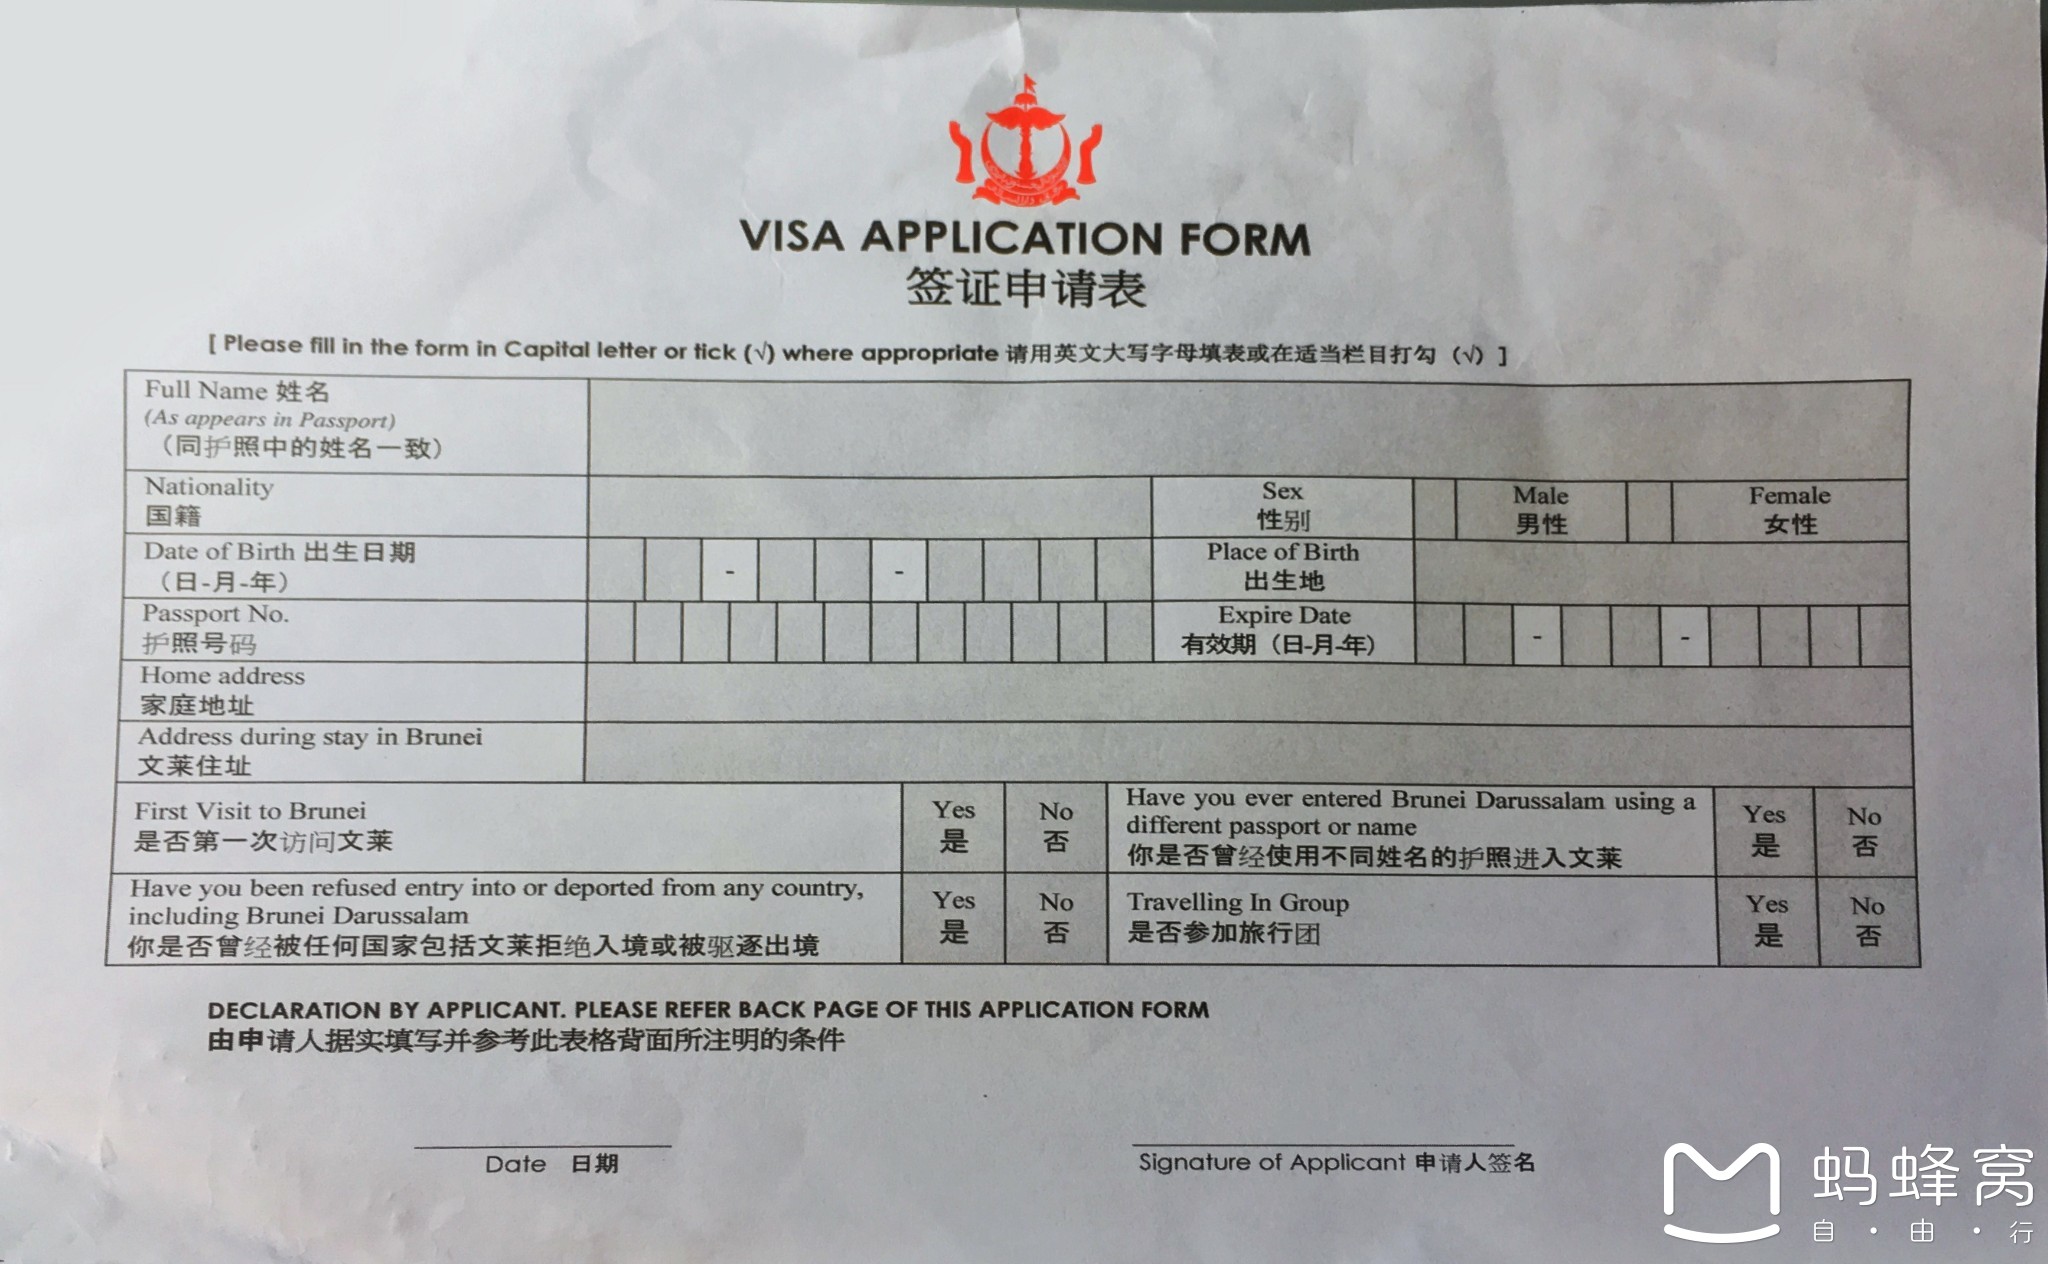 VISA APPLICATION FORM
签证申请表
[ Please fill in the form in Capital letter or tick (√) where appropriate 请用英文大写字母填表或在适当栏目打勾（√）]
Full Name 姓名
(As appears in Passport)
（同护照中的姓名一致）
Nationality
国籍
Sex
性别
Male
男性
Female
女性
Date of Birth 出生日期
（日-月-年）
- -
Place of Birth
出生地
Passport No.
护照号码
Expire Date
有效期（日-月-年）
- -
Home address
家庭地址
Address during stay in Brunei
文莱住址
First Visit to Brunei
是否第一次访问文莱
Yes
是
No
否
Have you ever entered Brunei Darussalam using a
different passport or name
你是否曾经使用不同姓名的护照进入文莱
Yes
是
No
否
Have you been refused entry into or deported from any country,
including Brunei Darussalam
你是否曾经被任何国家包括文莱拒绝入境或被驱逐出境
Yes
是
No
否
Travelling In Group
是否参加旅行团
Yes
是
No
否
DECLARATION BY APPLICANT. PLEASE REFER BACK PAGE OF THIS APPLICATION FORM
由申请人据实填写并参考此表格背面所注明的条件
Date 日期
Signature of Applicant 申请人签名
蚂蜂窝
自·由·行